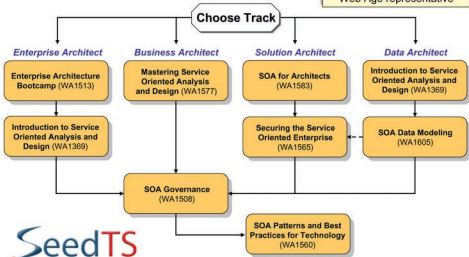 Web Age representative
Choose Track
Enterprise Architect
Business Architect
Solution Architect
Data Architect
Enterprise Architecture
Bootcamp (WA1513)
Mastering Service
Oriented Analysis
and Design (WA1577)
SOA for Architects
(WA1583)
Introduction to Service
Oriented Analysis and
Design (WA1369)
Introduction to Service
Oriented Analysis and
Design (WA1369)
Securing the Service
Oriented Enterprise
(WA1565)
SOA Data Modeling
(WA1605)
SOA Governance
(WA1508)
SOA Patterns and Best
Practices for Technology
(WA1560)
SeedTS